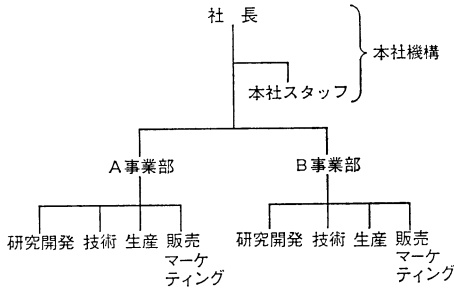 社 長
本社機構
本社スタッフ
A事業部
B事業部
研究開発 技術 生産 販売
マーケ
ティング
研究開発 技術 生産 販売
マーケ
ティング